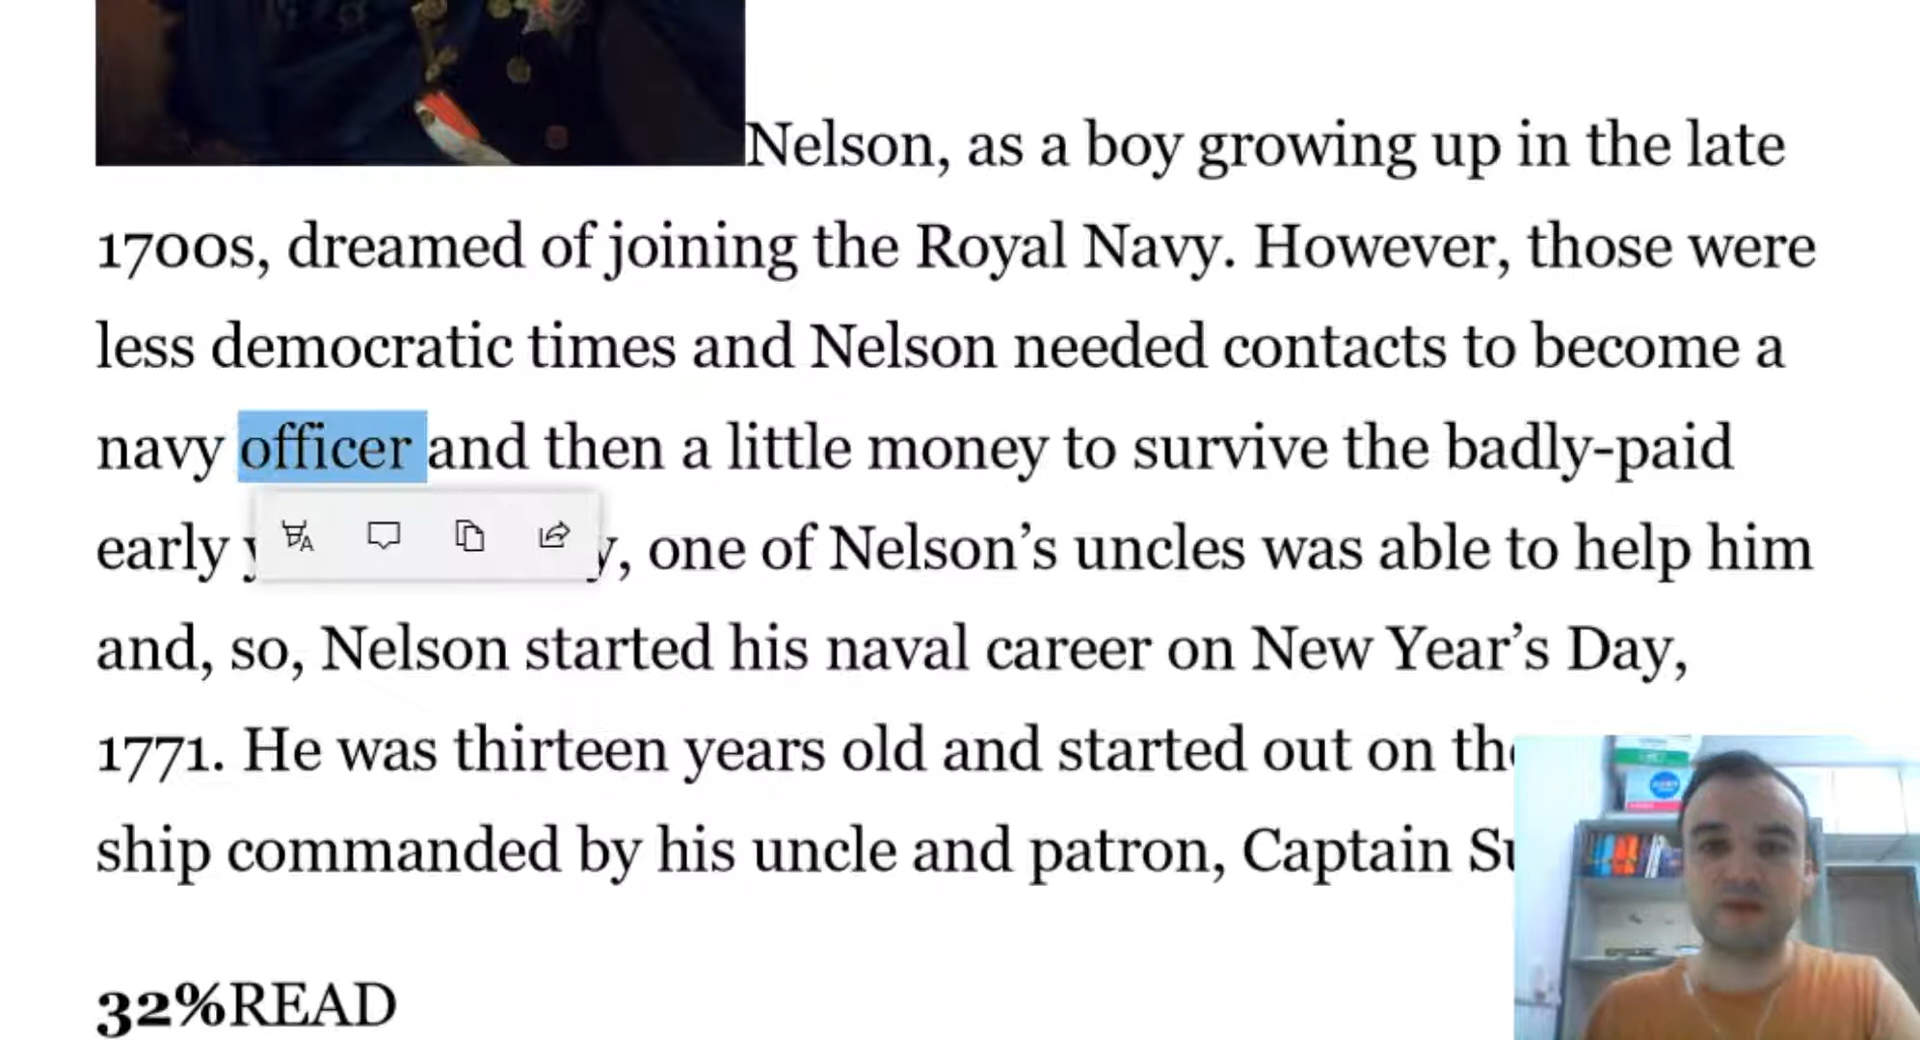 Nelson, as a boy growing up in the late
1700s, dreamed of joining the Royal Navy. However, those were
less democratic times and Nelson needed contacts to become a
navy officer and then a little money to survive the badly-paid
early , one of Nelson’s uncles was able to help him
and, so, Nelson started his naval career on New Year’s Day,
1771. He was thirteen years old and started out on
ship commanded by his uncle and patron, Captain
32%READ